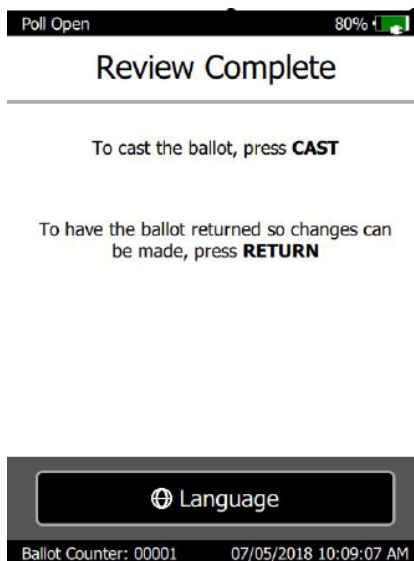 Poll Open 80%
Review Complete
To cast the ballot, press CAST
To have the ballot returned so changes can
be made, press RETURN
Language
Ballot Counter: 00001 07/05/2018 10:09:07 AM